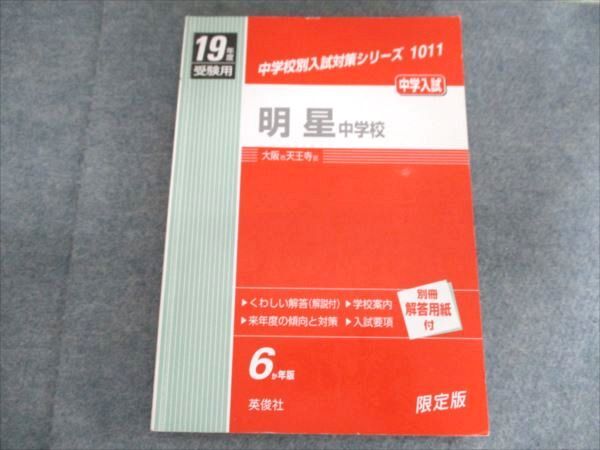 19年度
受験用
中学校別入試対策シリーズ 1011
中学入試
明星中学校
大阪市天王寺区
▶くわしい解答(解説付) ▶学校案内
▶来年度の傾向と対策 ▶入試要項
別冊
解答用紙
付
6か年版
英俊社
限定版